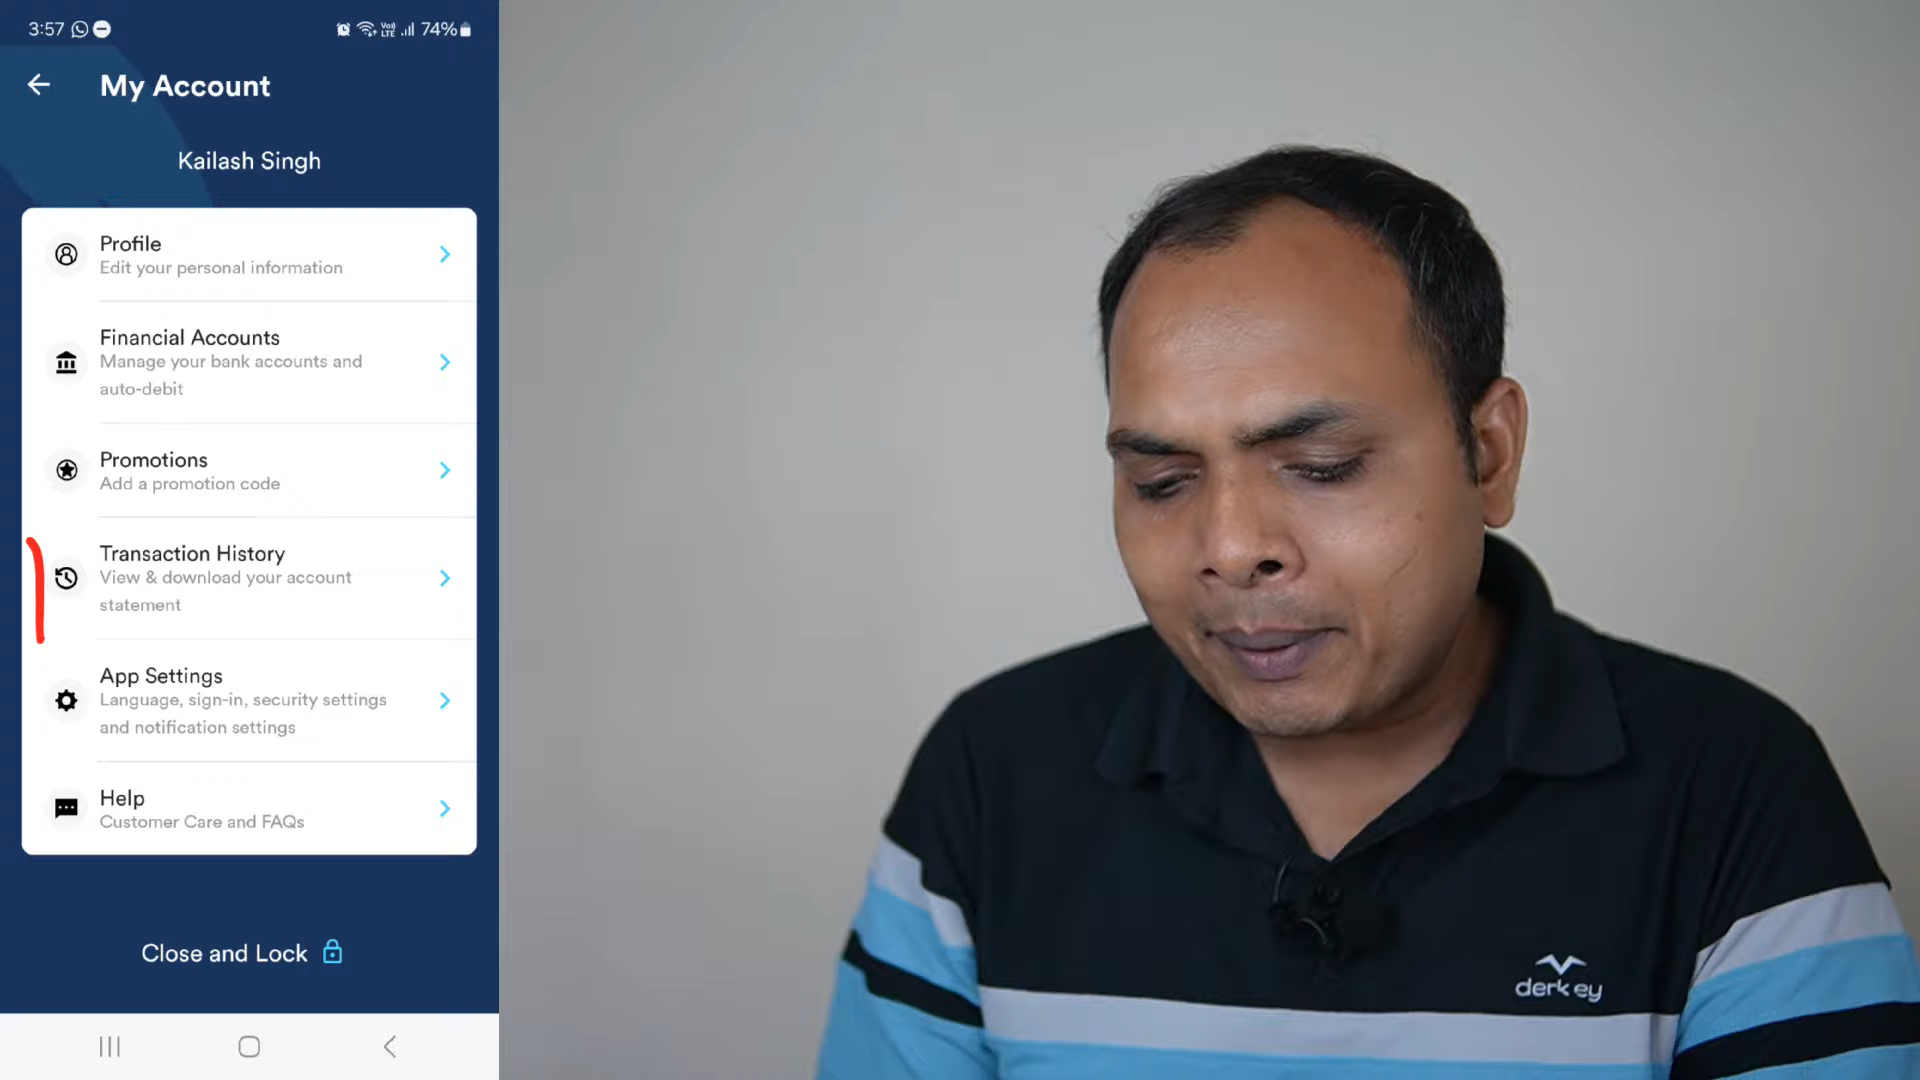 3:57
Vo)) LTE 74%
My Account
Kailash Singh
Profile
Edit your personal information
Financial Accounts
Manage your bank accounts and
auto-debit
Promotions
Add a promotion code
Transaction History
View & download your account
statement
App Settings
Language, sign-in, security settings
and notification settings
Help
Customer Care and FAQs
Close and Lock
derkey